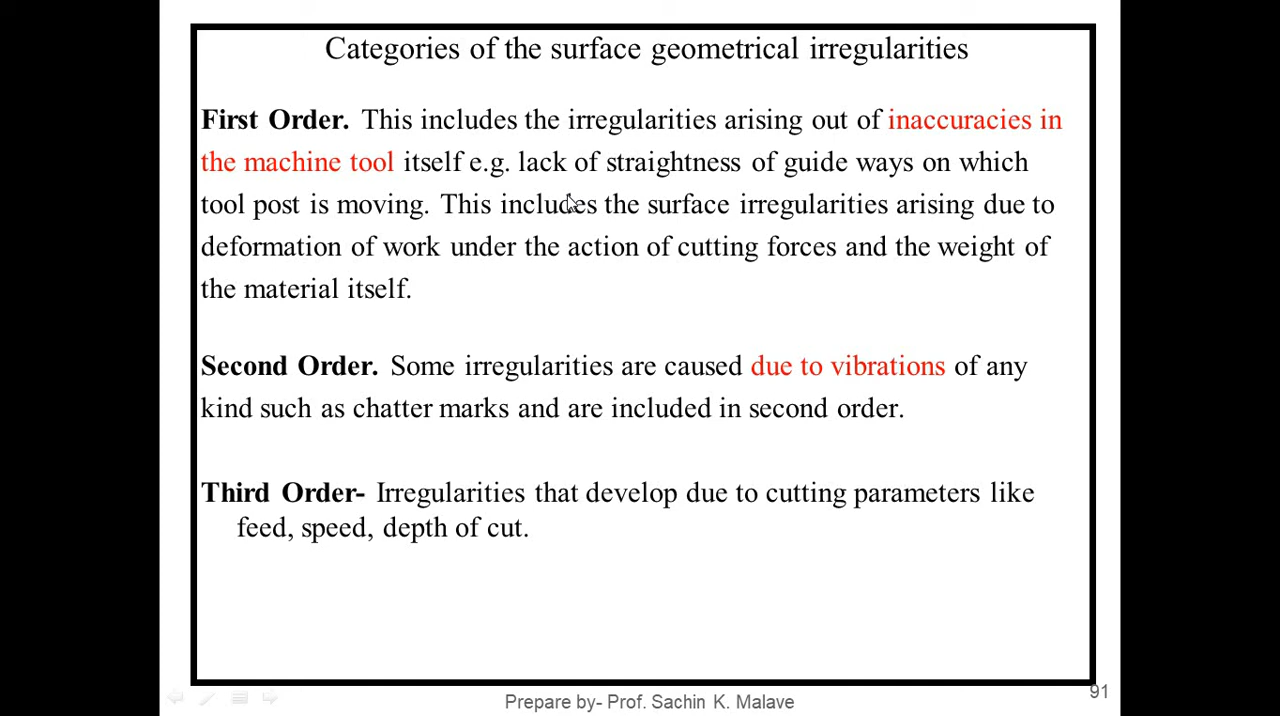 Categories of the surface geometrical irregularities
First Order. This includes the irregularities arising out of inaccuracies in
the machine tool itself e.g. lack of straightness of guide ways on which
tool post is moving. This includes the surface irregularities arising due to
deformation of work under the action of cutting forces and the weight of
the material itself.
Second Order. Some irregularities are caused due to vibrations of any
kind such as chatter marks and are included in second order.
Third Order- Irregularities that develop due to cutting parameters like
feed, speed, depth of cut.
Prepare by- Prof. Sachin K. Malave
91